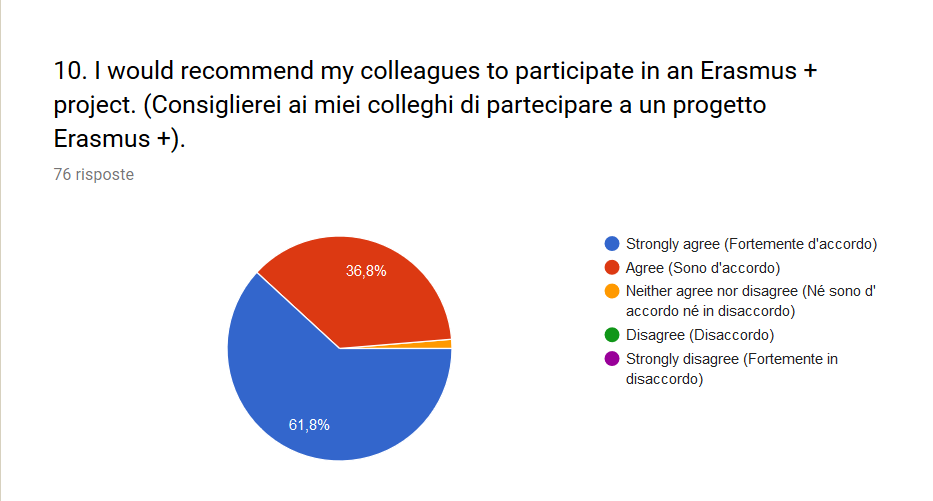 10. I would recommend my colleagues to participate in an Erasmus +
project. (Consiglierei ai miei colleghi di partecipare a un progetto
Erasmus +).
76 risposte
36,8%
61,8%
Strongly agree (Fortemente d'accordo)
Agree (Sono d'accordo)
Neither agree nor disagree (Né sono d'
accordo né in disaccordo)
Disagree (Disaccordo)
Strongly disagree (Fortemente in
disaccordo)